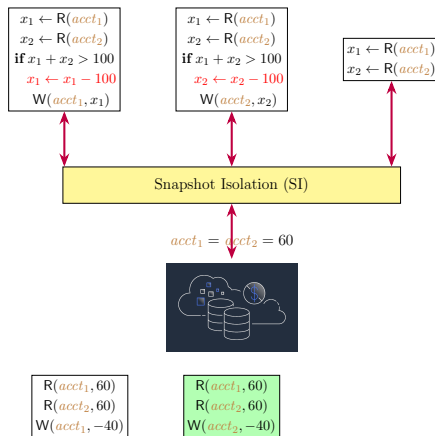 x₁ ← R(acct₁)
x₂ ← R(acct₂)
if x₁ + x₂ > 100
x₁ ← x₁ − 100
W(acct₁, x₁)
x₁ ← R(acct₁)
x₂ ← R(acct₂)
if x₁ + x₂ > 100
x₂ ← x₂ − 100
W(acct₂, x₂)
x₁ ← R(acct₁)
x₂ ← R(acct₂)
Snapshot Isolation (SI)
acct₁ = acct₂ = 60
$
R(acct₁, 60)
R(acct₂, 60)
W(acct₁, −40)
R(acct₁, 60)
R(acct₂, 60)
W(acct₂, −40)